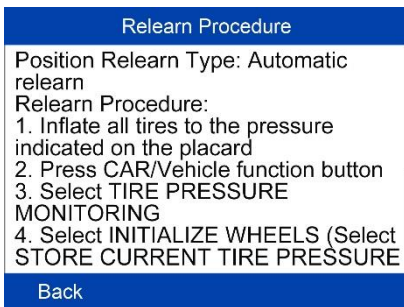 Relearn Procedure
Position Relearn Type: Automatic
relearn
Relearn Procedure:
1. Inflate all tires to the pressure
indicated on the placard
2. Press CAR/Vehicle function button
3. Select TIRE PRESSURE
MONITORING
4. Select INITIALIZE WHEELS (Select
STORE CURRENT TIRE PRESSURE
Back